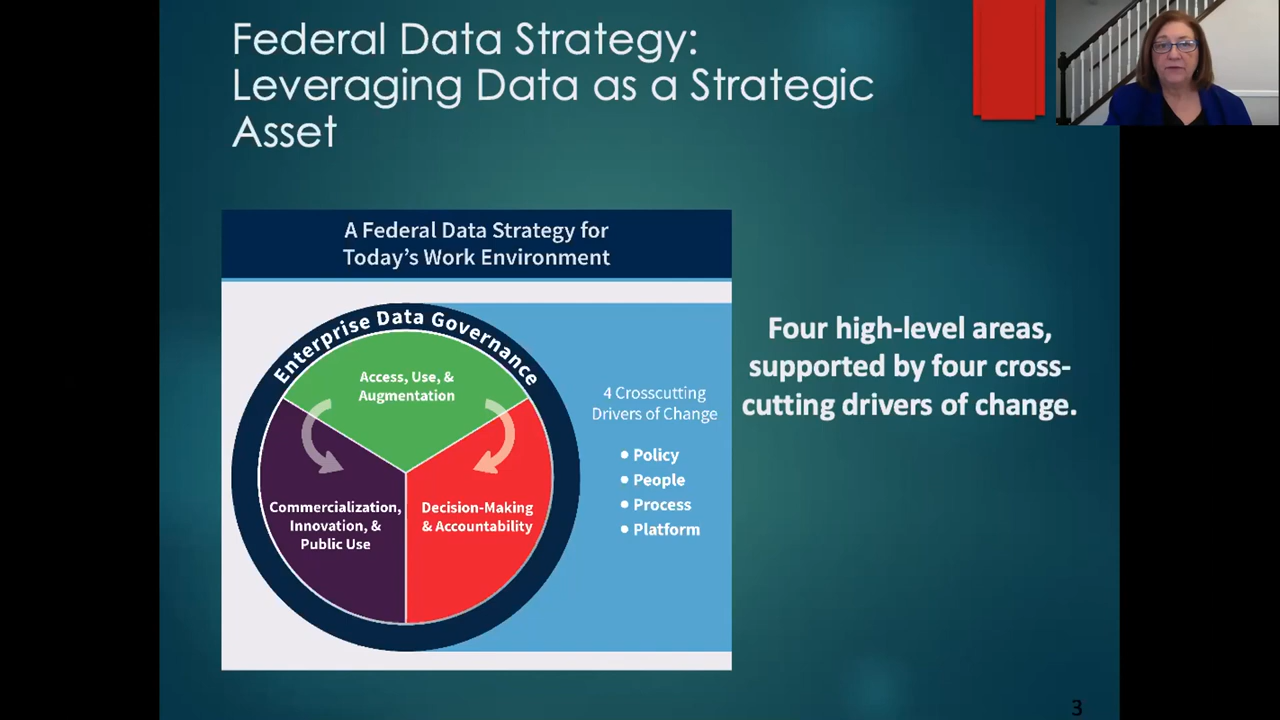 Federal Data Strategy:
Leveraging Data as a Strategic
Asset
A Federal Data Strategy for
Today's Work Environment
Enterprise Data Governance
Access, Use, &
Augmentation
Commercialization,
Innovation, &
Public Use
Decision-Making
& Accountability
4 Crosscutting
Drivers of Change
• Policy
• People
• Process
• Platform
Four high-level areas,
supported by four cross-
cutting drivers of change.
3